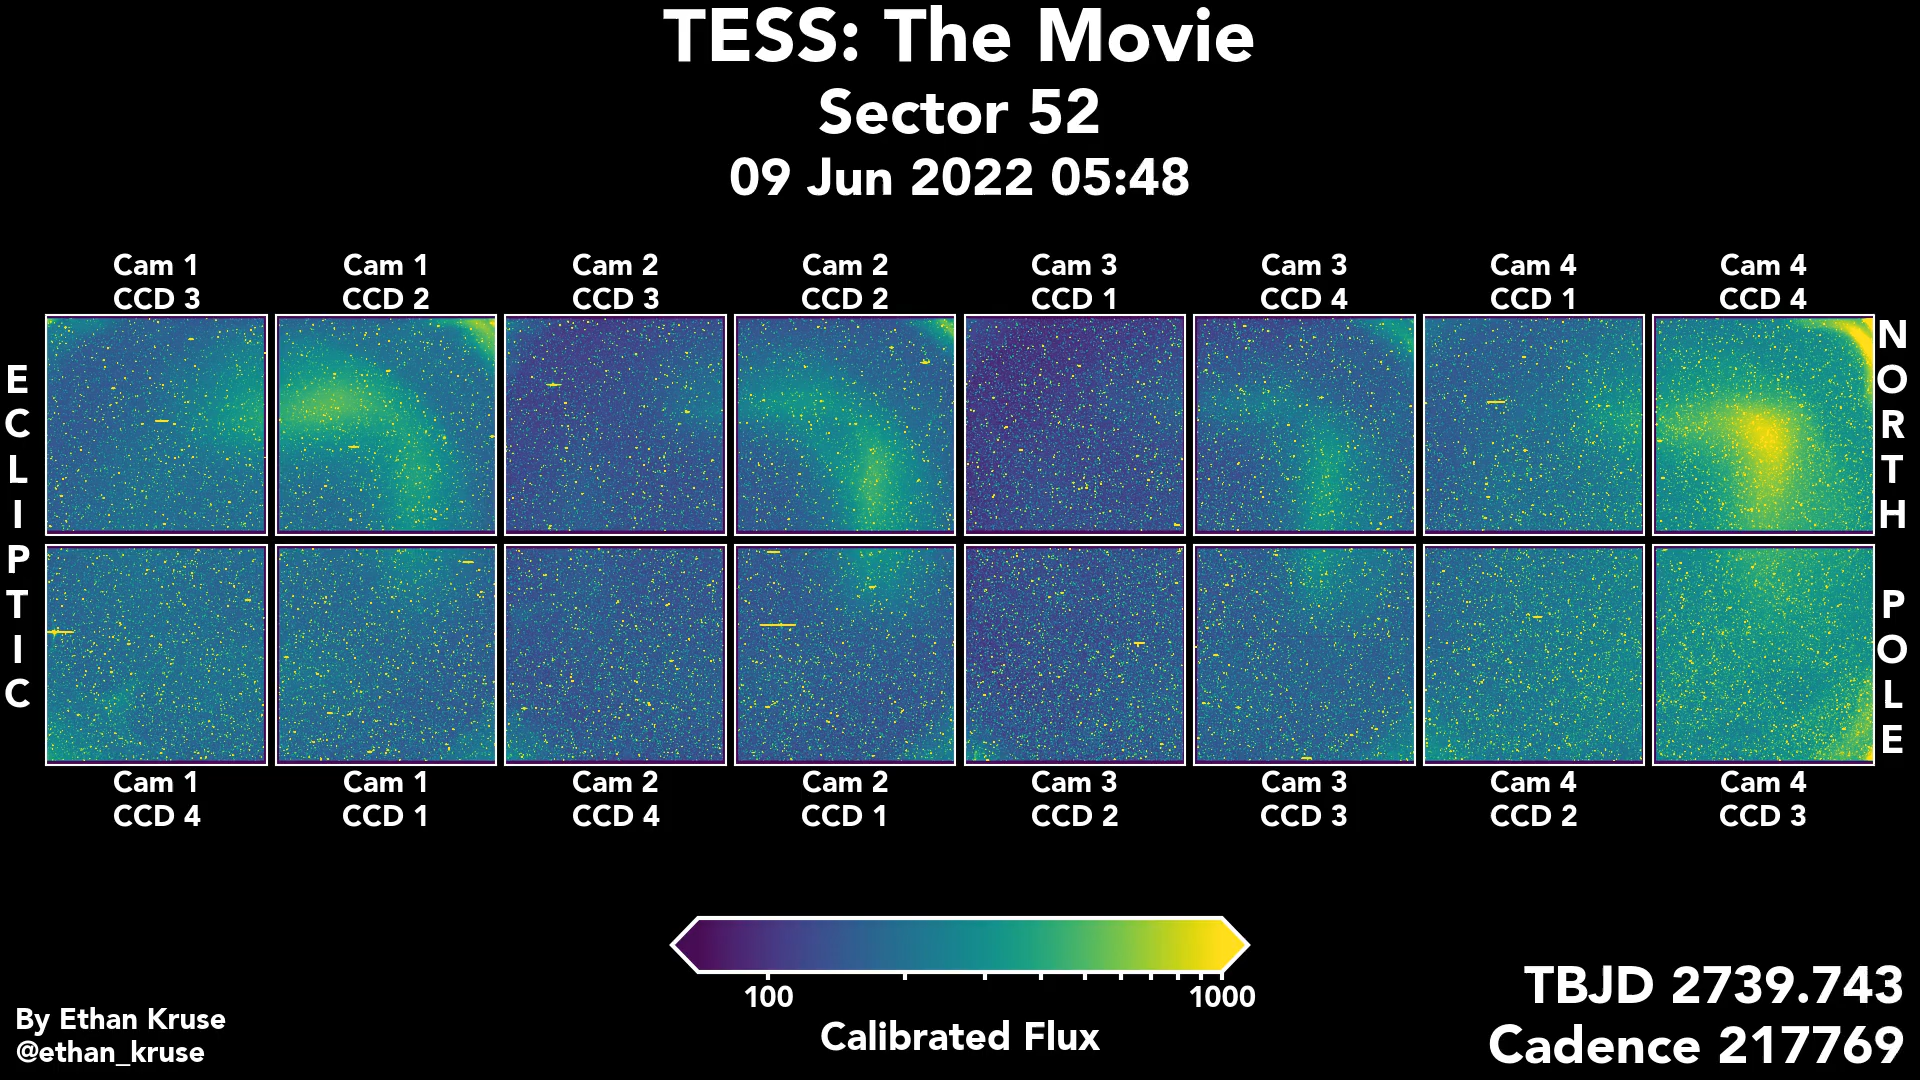 TESS: The Movie
Sector 52
09 Jun 2022 05:48
Cam 1
CCD 3
Cam 1
CCD 2
Cam 2
CCD 3
Cam 2
CCD 2
Cam 3
CCD 1
Cam 3
CCD 4
Cam 4
CCD 1
Cam 4
CCD 4
ECLIPTIC
NORTH POLE
Cam 1
CCD 4
Cam 1
CCD 1
Cam 2
CCD 4
Cam 2
CCD 1
Cam 3
CCD 2
Cam 3
CCD 3
Cam 4
CCD 2
Cam 4
CCD 3
100
1000
Calibrated Flux
By Ethan Kruse
@ethan_kruse
TBJD 2739.743
Cadence 217769